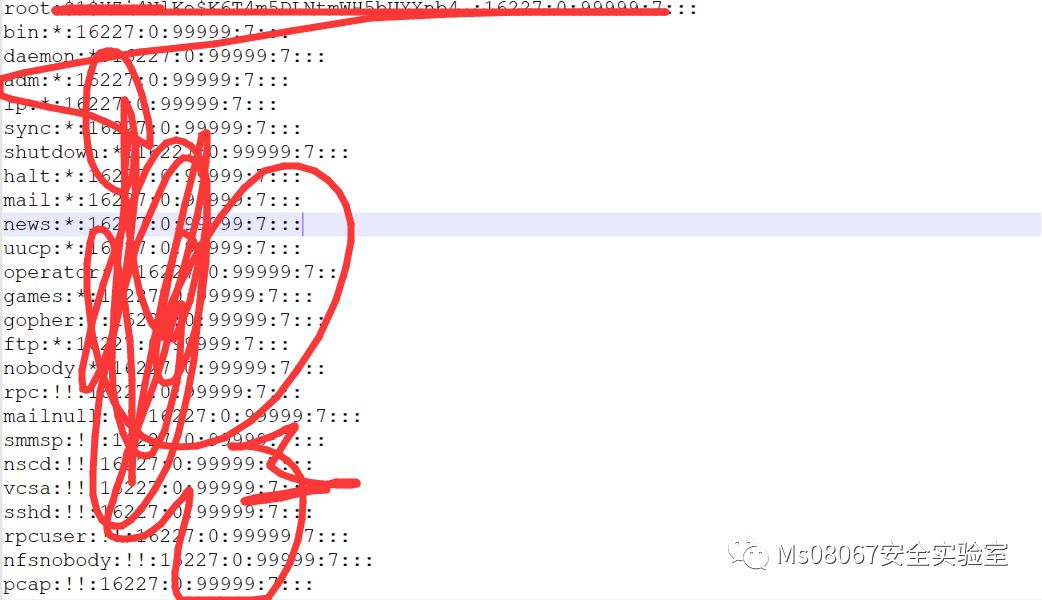 root: :16227:0:99999:7:::
bin:*:16227:0:99999:7:::
daemon:*:16227:0:99999:7:::
adm:*:16227:0:99999:7:::
lp:*:16227:0:99999:7:::
sync:*:16227:0:99999:7:::
shutdown:*:16227:0:99999:7:::
halt:*:16227:0:99999:7:::
mail:*:16227:0:99999:7:::
news:*:16227:0:99999:7:::
uucp:*:16227:0:99999:7:::
operator:*:16227:0:99999:7:::
games:*:16227:0:99999:7:::
gopher:*:16227:0:99999:7:::
ftp:*:16227:0:99999:7:::
nobody:*:16227:0:99999:7:::
rpc:!!:16227:0:99999:7:::
mailnull:!!:16227:0:99999:7:::
smmsp:!!:16227:0:99999:7:::
nscd:!!:16227:0:99999:7:::
vcsa:!!:16227:0:99999:7:::
sshd:!!:16227:0:99999:7:::
rpcuser:!!:16227:0:99999:7:::
nfsnobody:!!:16227:0:99999:7:::
pcap:!!:16227:0:99999:7:::
Ms08067安全实验室